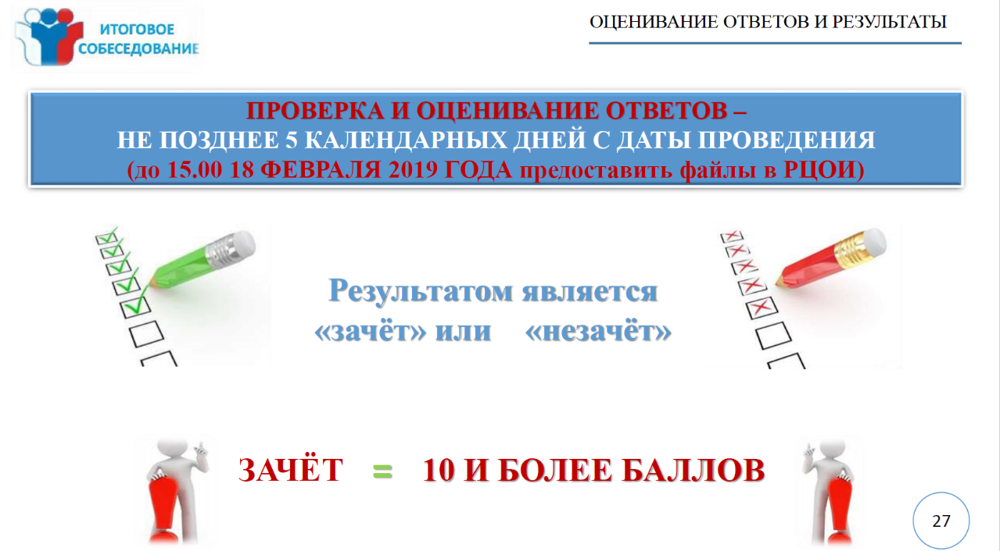 ИТОГОВОЕ
СОБЕСЕДОВАНИЕ
ОЦЕНИВАНИЕ ОТВЕТОВ И РЕЗУЛЬТАТЫ
ПРОВЕРКА И ОЦЕНИВАНИЕ ОТВЕТОВ –
НЕ ПОЗДНЕЕ 5 КАЛЕНДАРНЫХ ДНЕЙ С ДАТЫ ПРОВЕДЕНИЯ
(до 15.00 18 ФЕВРАЛЯ 2019 ГОДА предоставить файлы в РЦОИ)
Результатом является
«зачёт» или «незачёт»
ЗАЧЁТ = 10 И БОЛЕЕ БАЛЛОВ
27